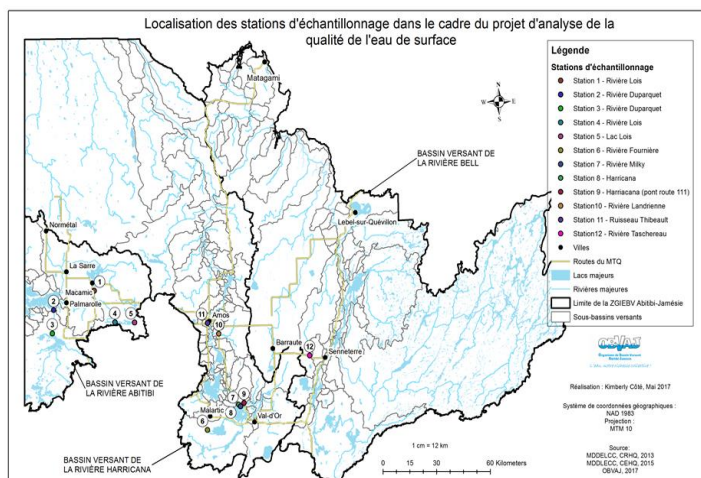 Localisation des stations d'échantillonnage dans le cadre du projet d'analyse de la
qualité de l'eau de surface
Légende
Stations d'échantillonnage
Station 1 - Rivière Lois
Station 2 - Rivière Duparquet
Station 3 - Rivière Duparquet
Station 4 - Rivière Lois
Station 5 - Lac Lois
Station 6 - Rivière Fournière
Station 7 - Rivière Milky
Station 8 - Harricana
Station 9 - Harriacana (pont route 111)
Station10 - Rivière Landrienne
Station 11 - Ruisseau Thibeault
Station12 - Rivière Taschereau
Villes
Routes du MTQ
Lacs majeurs
Rivières majeures
Limite de la ZGIEBV Abitibi-Jamésie
Sous-bassins versants
OBVAJ
Réalisation : Kimberly Côté, Mai 2017
Système de coordonnées géographiques :
NAD 1983
Projection :
MTM 10
Source:
MDDELCC, CRHQ, 2013
MDDLECC, CEHQ, 2015
OBVAJ, 2017
N
W E
S
Matagami
BASSIN VERSANT DE
LA RIVIÈRE BELL
Lebel-sur-Quévillon
Normétal
La Sarre
1
Macamic
2
Palmarolle
3
4 5
11
Amos
10
Barraute
12
Senneterre
BASSIN VERSANT DE
LA RIVIÈRE ABITIBI
9
7
Malartic
8
6
Val-d'Or
BASSIN VERSANT DE
LA RIVIÈRE HARRICANA
1 cm = 12 km
0 15 30 60 Kilometers